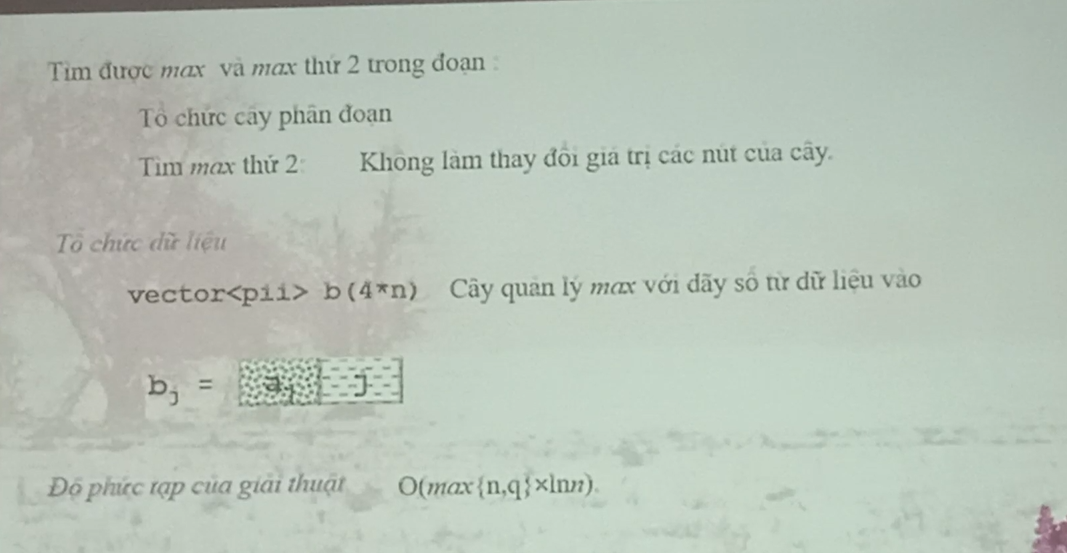 Tìm được max và max thứ 2 trong đoạn :
Tổ chức cây phân đoạn
Tìm max thứ 2: Không làm thay đổi giá trị các nút của cây.
Tổ chức dữ liệu
vector<pii> b(4*n) Cây quản lý max với dãy số từ dữ liệu vào
b_j = a_j j
Độ phức tạp của giải thuật O(max{n,q}×lnn).